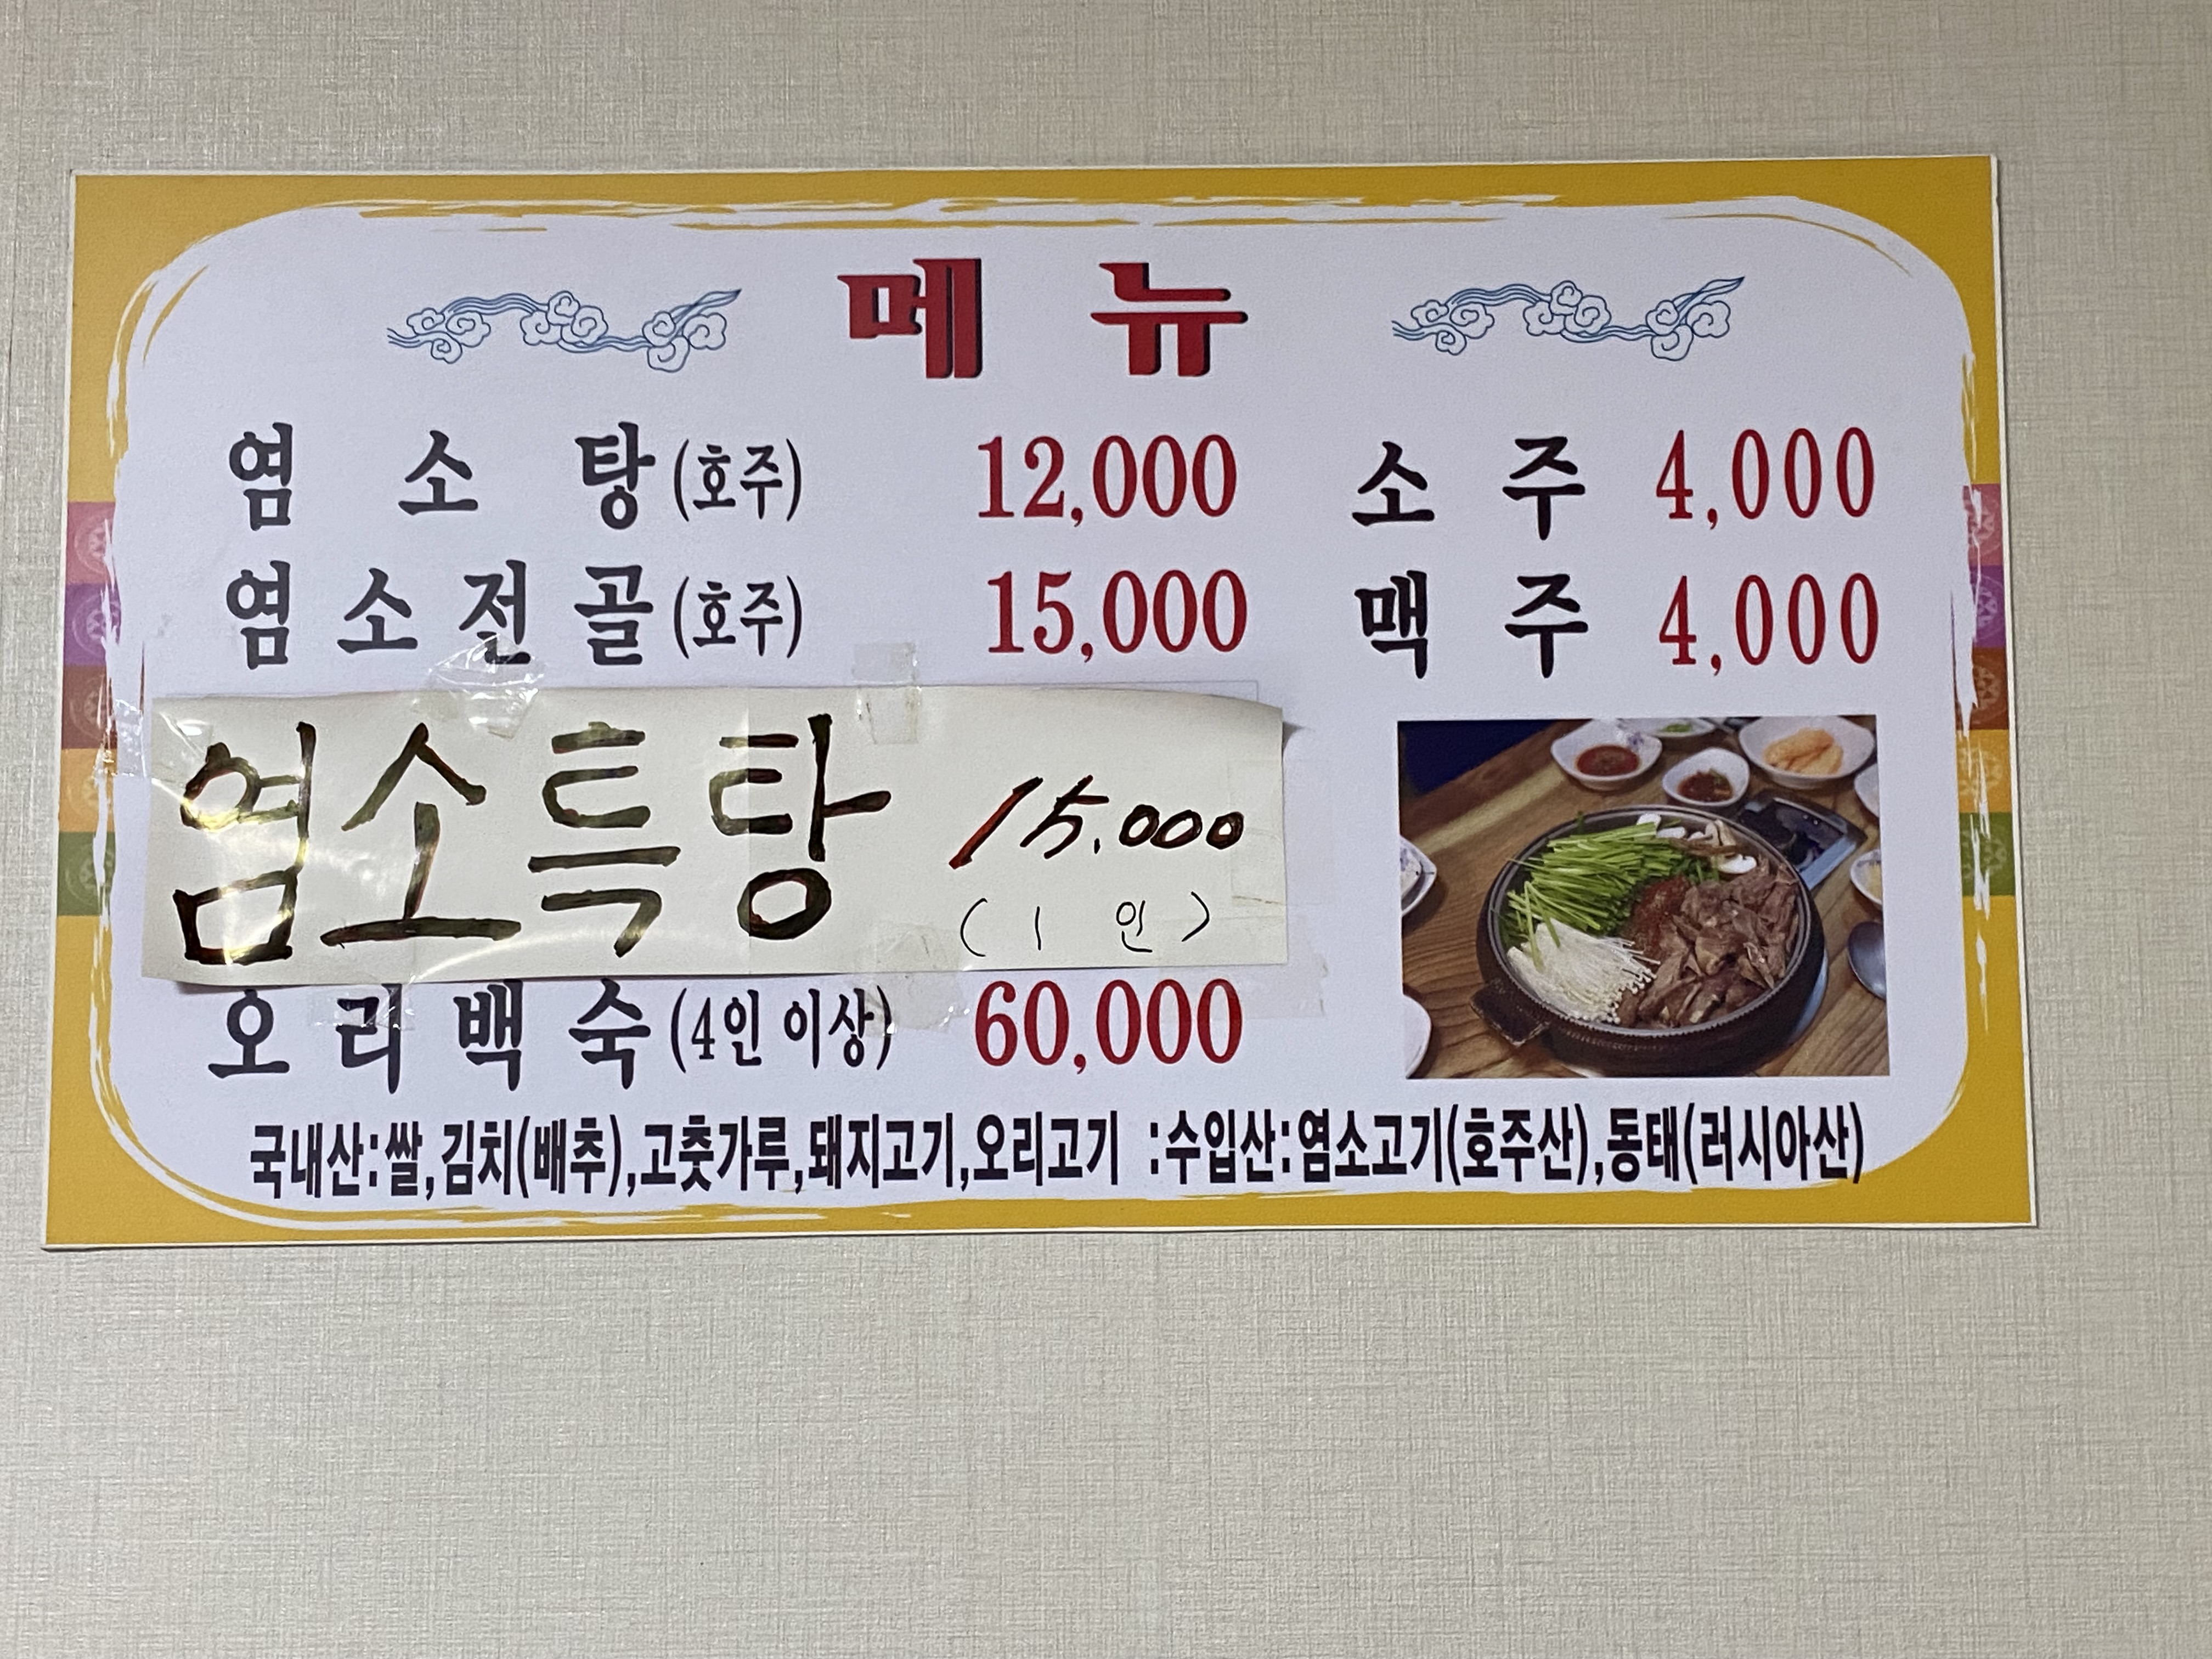 메뉴
염소탕(호주) 12,000 소주 4,000
염소전골(호주) 15,000 맥주 4,000
염소특탕 15.000
(1 인)
오리백숙(4인 이상) 60,000
국내산:쌀,김치(배추),고춧가루,돼지고기,오리고기 :수입산:염소고기(호주산),동태(러시아산)